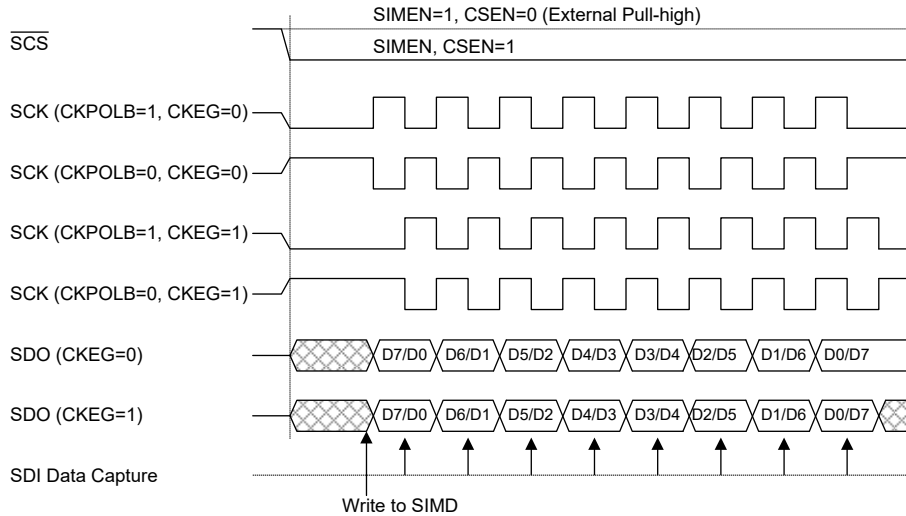 SIMEN=1, CSEN=0 (External Pull-high)
SCS
SIMEN, CSEN=1
SCK (CKPOLB=1, CKEG=0)
SCK (CKPOLB=0, CKEG=0)
SCK (CKPOLB=1, CKEG=1)
SCK (CKPOLB=0, CKEG=1)
SDO (CKEG=0) D7/D0 D6/D1 D5/D2 D4/D3 D3/D4 D2/D5 D1/D6 D0/D7
SDO (CKEG=1) D7/D0 D6/D1 D5/D2 D4/D3 D3/D4 D2/D5 D1/D6 D0/D7
SDI Data Capture
Write to SIMD